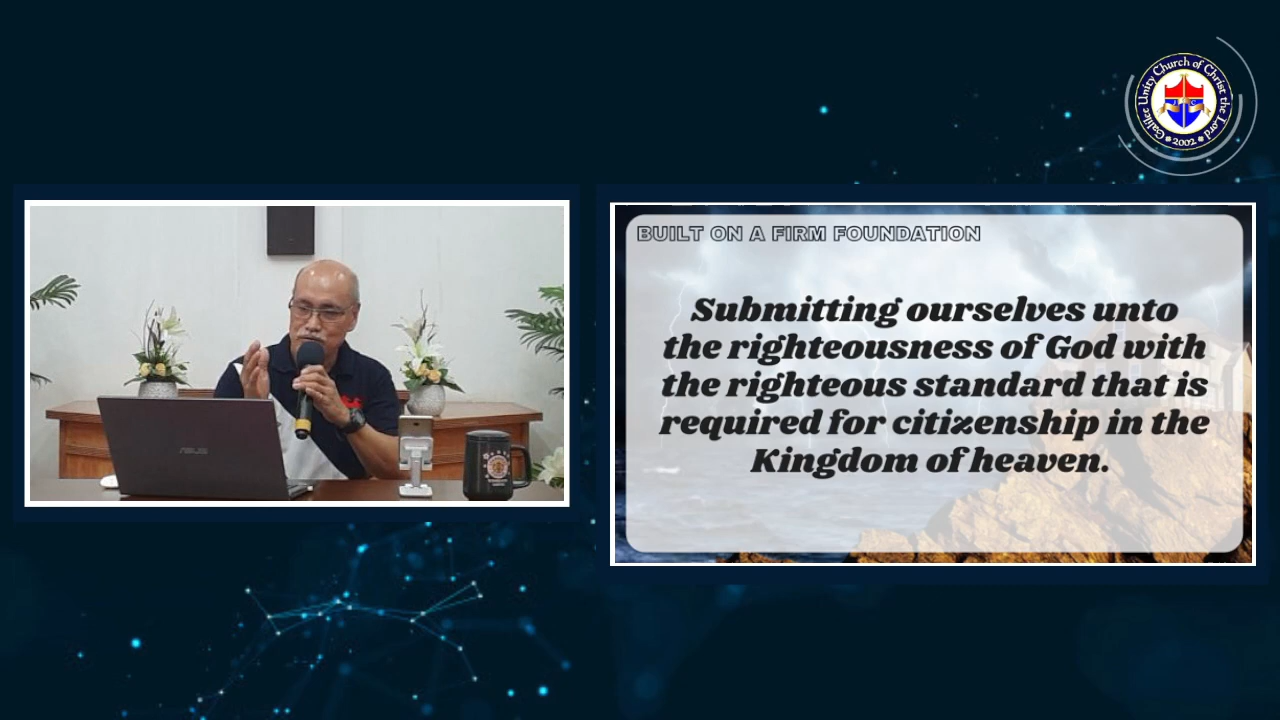 Galilee Unity Church of Christ the Lord
2002
BUILT ON A FIRM FOUNDATION
Submitting ourselves unto
the righteousness of God with
the righteous standard that is
required for citizenship in the
Kingdom of heaven.
ASUS